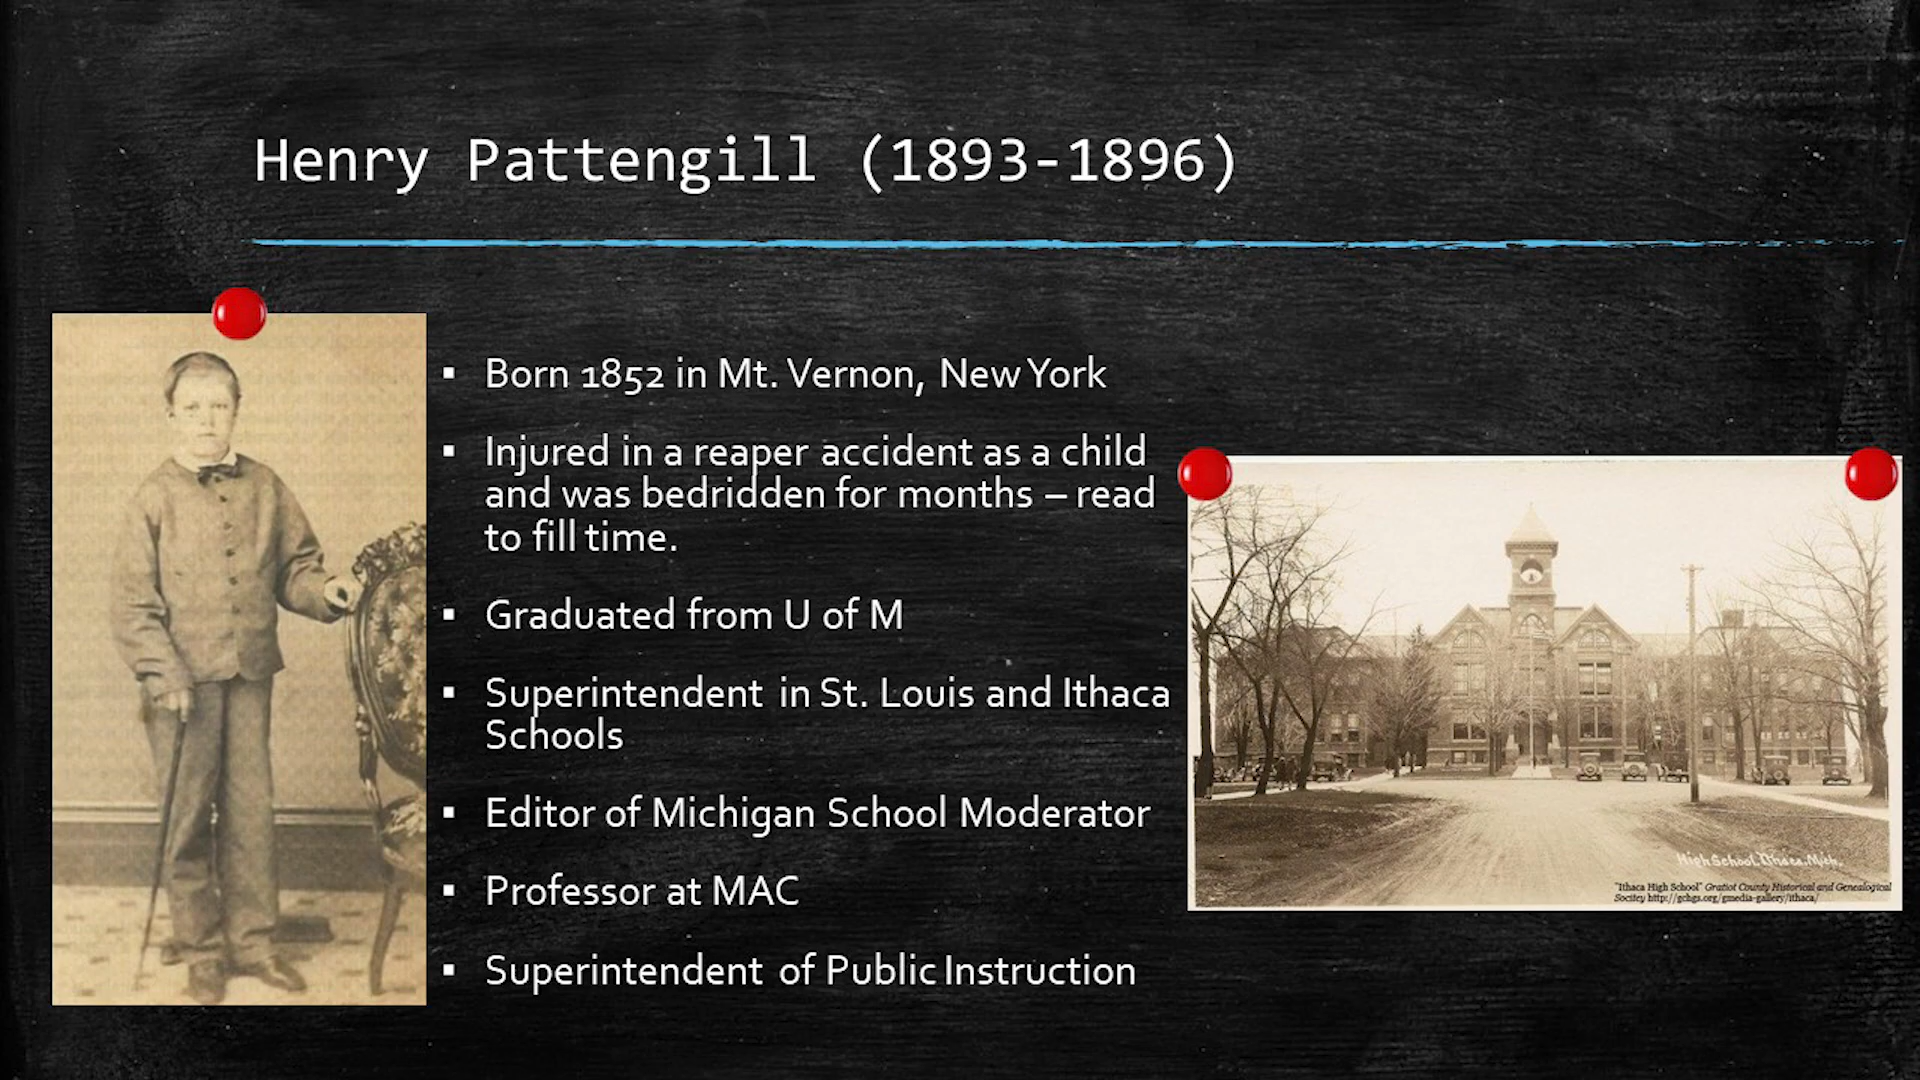 Henry Pattengill (1893-1896)
▪ Born 1852 in Mt. Vernon, New York
▪ Injured in a reaper accident as a child
and was bedridden for months – read
to fill time.
▪ Graduated from U of M
▪ Superintendent in St. Louis and Ithaca
Schools
▪ Editor of Michigan School Moderator
▪ Professor at MAC
▪ Superintendent of Public Instruction
High School. Ithaca. Mich.
"Ithaca High School" Gratiot County Historical and Genealogical
Socitey http://gchgs.org/gmedia-gallery/ithaca/